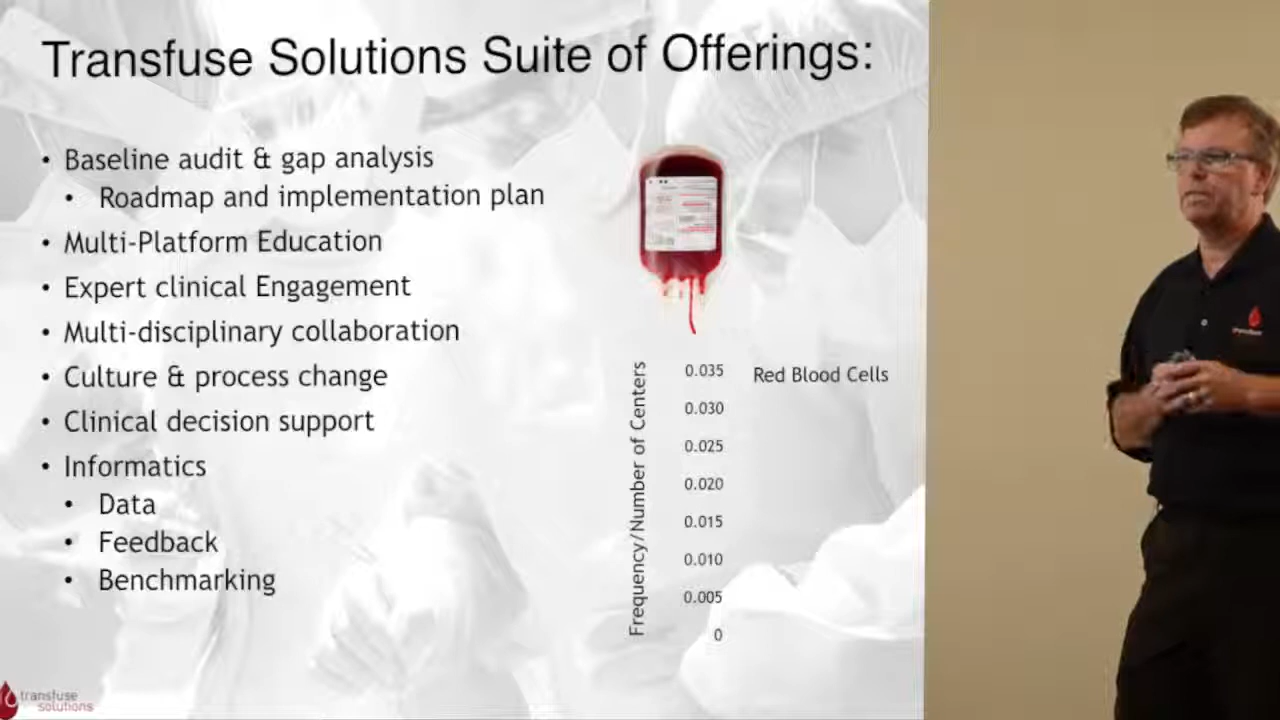 Transfuse Solutions Suite of Offerings:
• Baseline audit & gap analysis
• Roadmap and implementation plan
• Multi-Platform Education
• Expert clinical Engagement
• Multi-disciplinary collaboration
• Culture & process change
• Clinical decision support
• Informatics
• Data
• Feedback
• Benchmarking
Frequency/Number of Centers
0.035
0.030
0.025
0.020
0.015
0.010
0.005
0
Red Blood Cells
transfuse
solutions